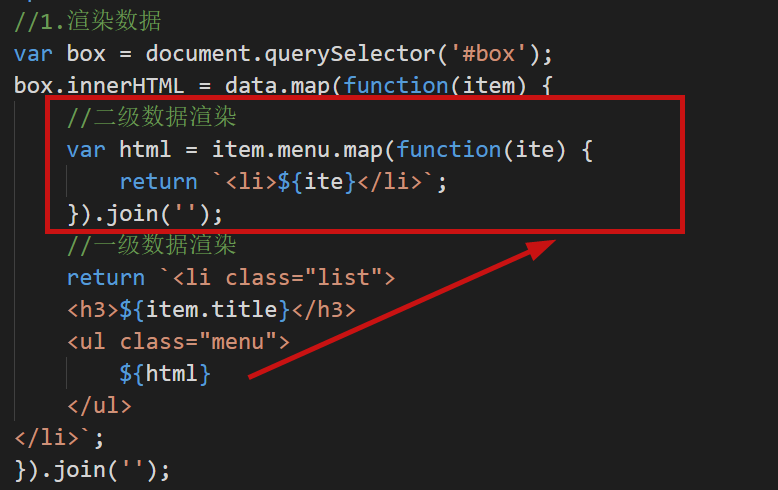 //1.渲染数据
var box = document.querySelector('#box');
box.innerHTML = data.map(function(item) {
//二级数据渲染
var html = item.menu.map(function(ite) {
return `<li>${ite}</li>`;
}).join('');
//一级数据渲染
return `<li class="list">
<h3>${item.title}</h3>
<ul class="menu">
${html}
</ul>
</li>`;
}).join('');